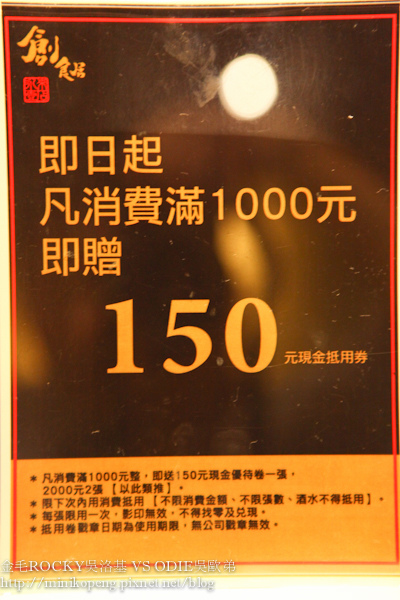 創食居
即日起
凡消費滿1000元
即贈
150元現金抵用券
* 凡消費滿1000元整，即送150元現金優待卷一張，
2000元2張【以此類推】。
* 限下次內用消費抵用【不限消費金額、不限張數、酒水不得抵用】。
* 每張限用一次，影印無效，不得找零及兌現。
* 抵用卷戳章日期為使用期限，無公司戳章無效。
金毛ROCKY吳洛基 VS ODIE吳歐弟
http://minikopeng.pixnet.net/blog